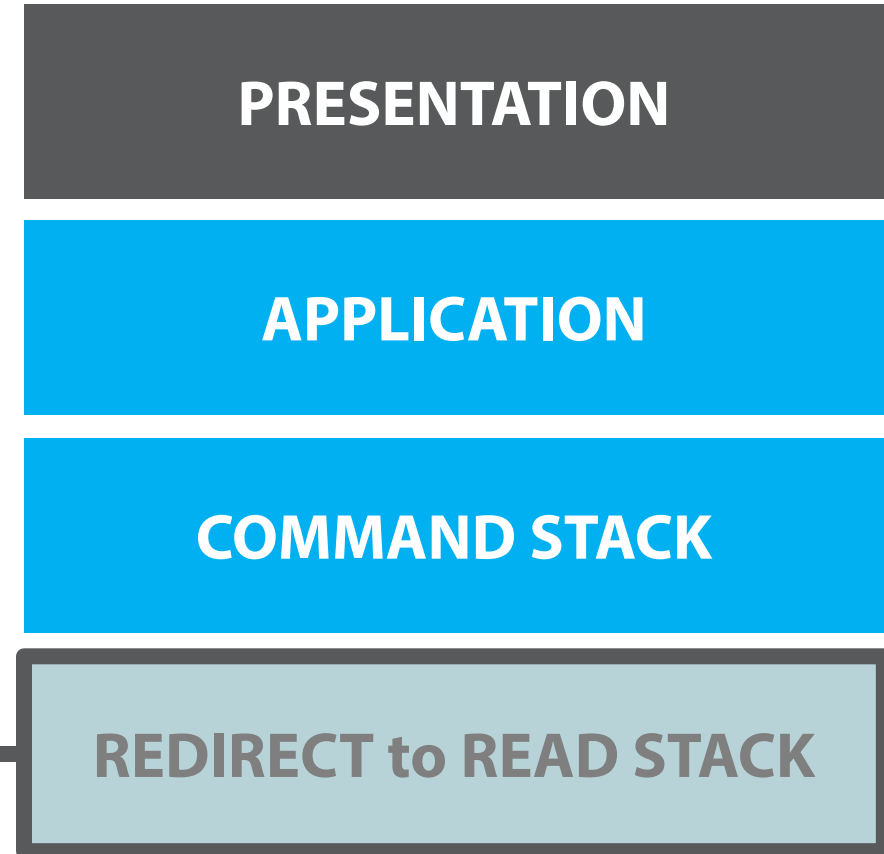 PRESENTATION
APPLICATION
COMMAND STACK
REDIRECT to READ STACK